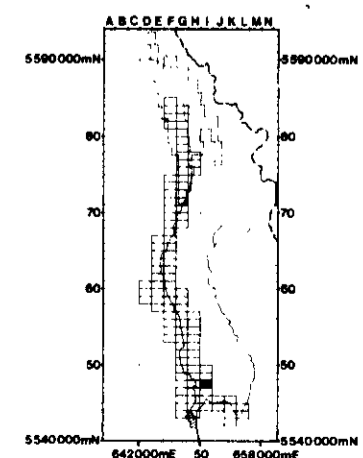 A B C D E F G H I J K L M N
5590000mN 5590000mN
80 80
70 70
60 60
50 50
5540000mN 5540000mN
642000mE 50 658000mE